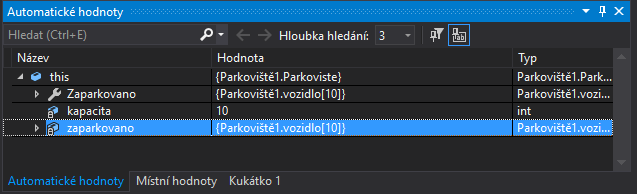 Automatické hodnoty
Hledat (Ctrl+E) Hloubka hledání: 3
Název Hodnota Typ
this {Parkoviště1.Parkoviste} Parkoviště1.Park...
Zaparkovano {Parkoviště1.vozidlo[10]} Parkoviště1.vozi...
kapacita 10 int
zaparkovano {Parkoviště1.vozidlo[10]} Parkoviště1.vozi...
Automatické hodnoty Místní hodnoty Kukátko 1